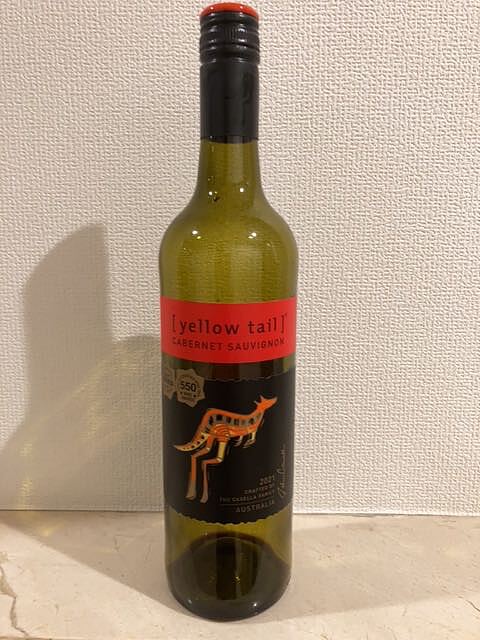 [ yellow tail ]
CABERNET SAUVIGNON
550
2021
CRAFTED BY
THE CASELLA FAMILY
AUSTRALIA